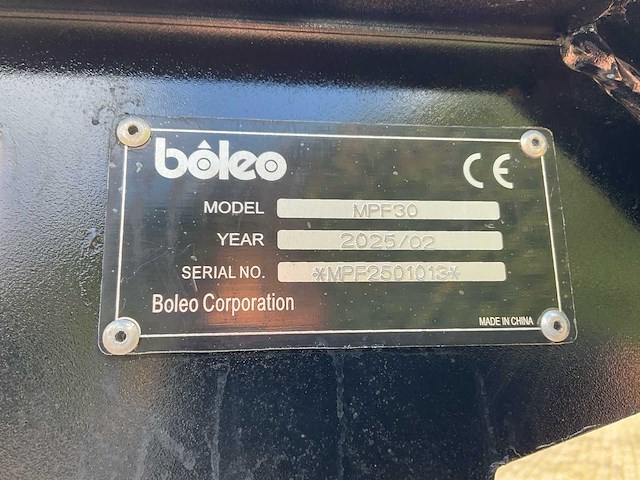 bôleo
CE
MODEL MPF30
YEAR 2025/02
SERIAL NO. *MPF2501013*
Boleo Corporation
MADE IN CHINA